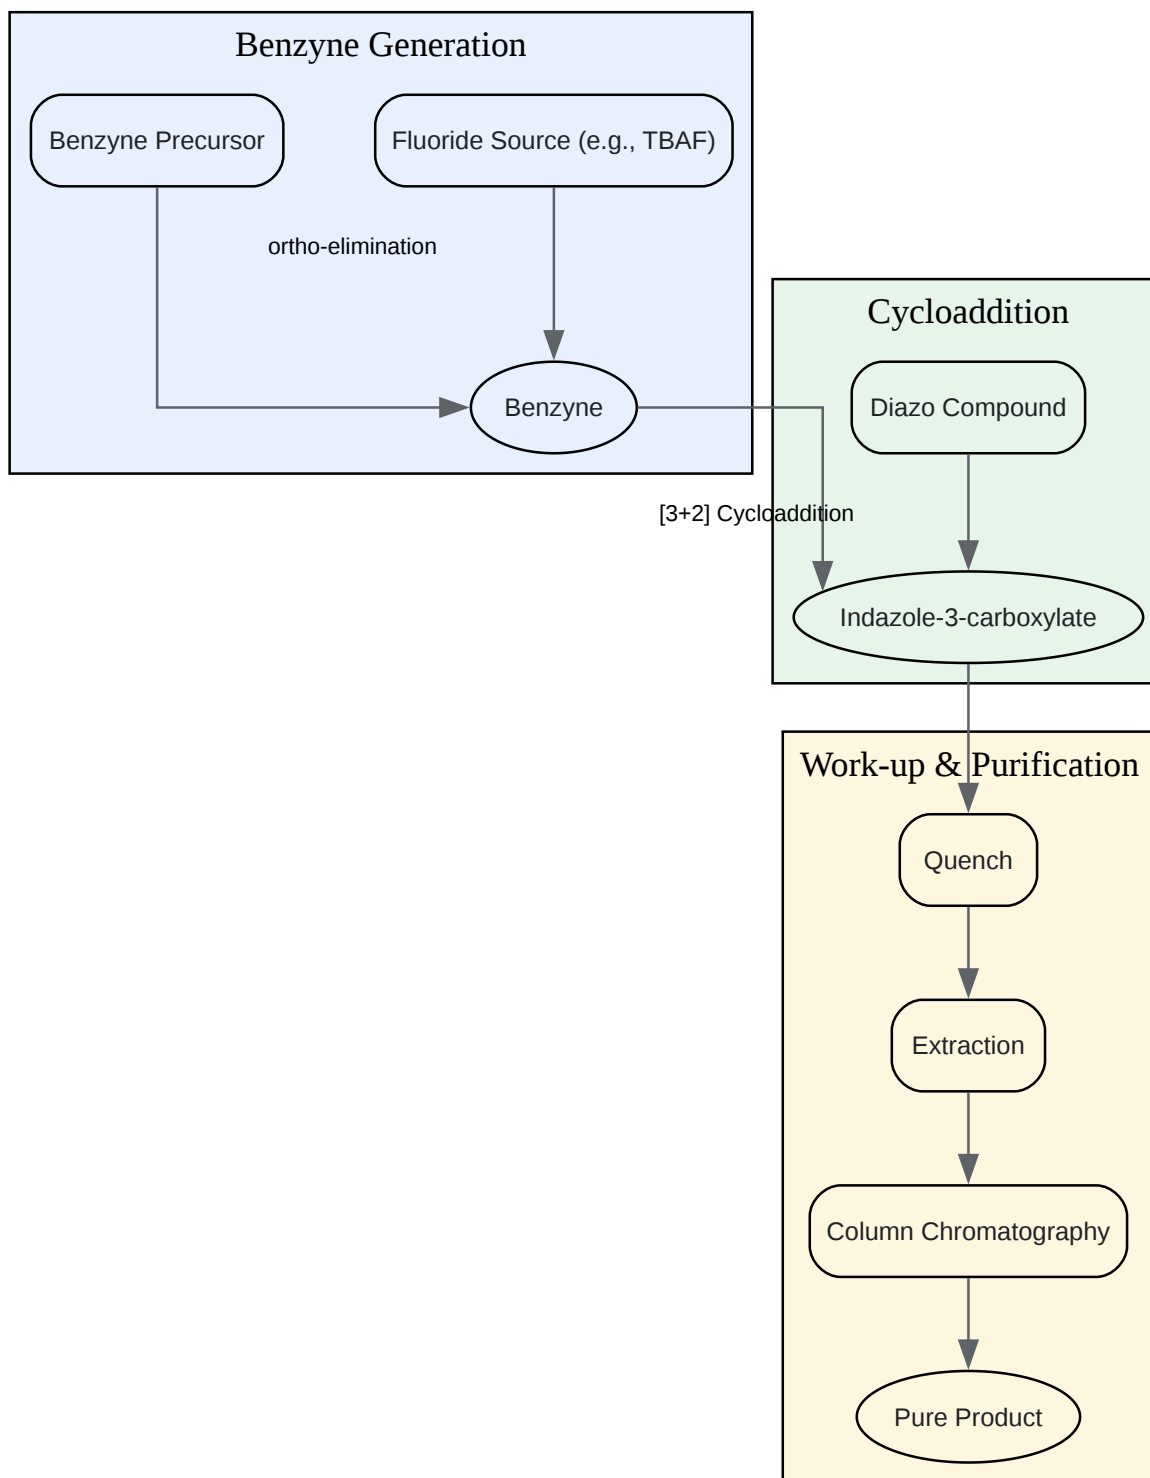 Benzyne Generation
Benzyne Precursor
Fluoride Source (e.g., TBAF)
ortho-elimination
Benzyne
Cycloaddition
Diazo Compound
[3+2] Cycloaddition
Indazole-3-carboxylate
Work-up & Purification
Quench
Extraction
Column Chromatography
Pure Product